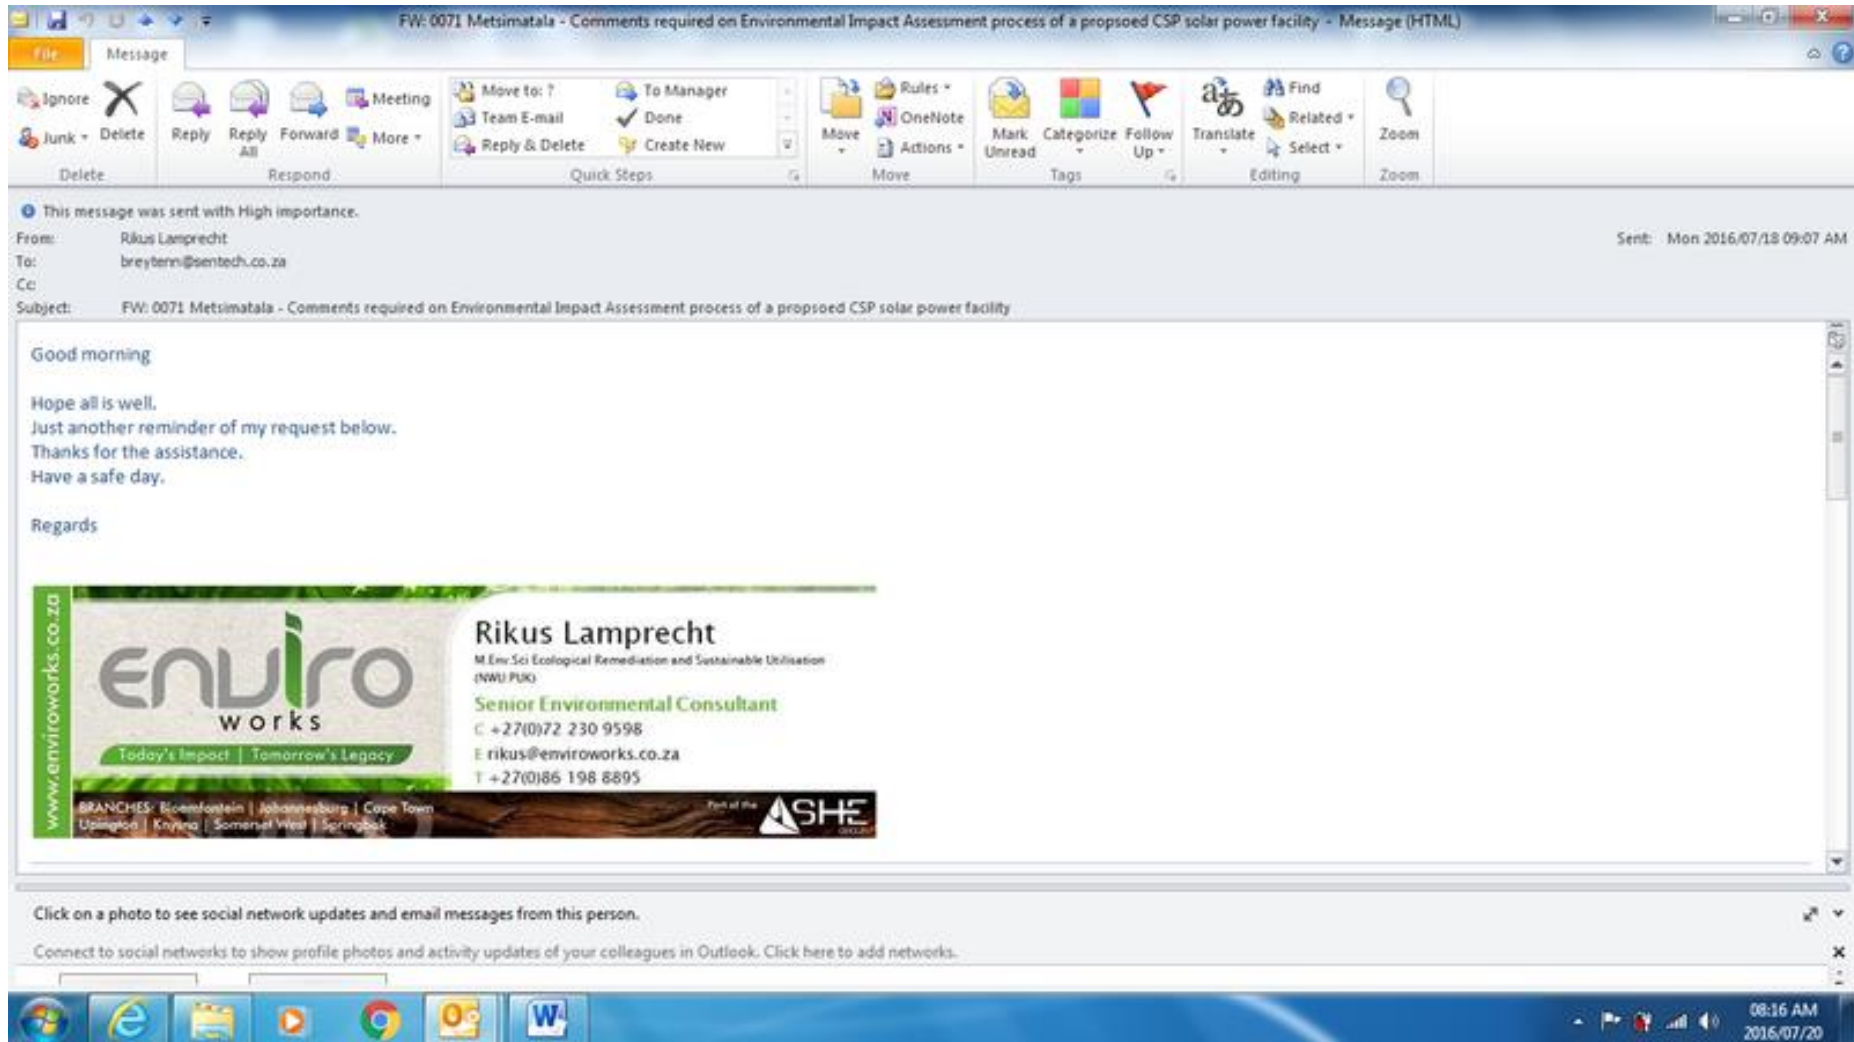 FW: 0071 Metsimatala - Comments required on Environmental Impact Assessment process of a propsoed CSP solar power facility - Message (HTML)
File Message
Ignore
Junk
Delete
Reply
Reply All
Forward
Meeting
More
Move to: ?
Team E-mail
Reply & Delete
To Manager
Done
Create New
Move
Rules
OneNote
Actions
Mark Unread
Categorize
Follow Up
Translate
Find
Related
Select
Zoom
Delete Respond Quick Steps Move Tags Editing Zoom
This message was sent with High importance.
From: Rikus Lamprecht Sent: Mon 2016/07/18 09:07 AM
To: breytenn@sentech.co.za
Cc
Subject: FW: 0071 Metsimatala - Comments required on Environmental Impact Assessment process of a propsoed CSP solar power facility
Good morning
Hope all is well.
Just another reminder of my request below.
Thanks for the assistance.
Have a safe day.
Regards
www.enviroworks.co.za
enviro
works
Today's Impact | Tomorrow's Legacy
Rikus Lamprecht
M.Env.Sci Ecological Remediation and Sustainable Utilisation
(NWU PUK)
Senior Environmental Consultant
C +27(0)72 230 9598
E rikus@enviroworks.co.za
T +27(0)86 198 8895
BRANCHES: Bloemfontein | Johannesburg | Cape Town
Upington | Knysna | Somerset West | Springbok
Part of the
SHE
GROUP
Click on a photo to see social network updates and email messages from this person.
Connect to social networks to show profile photos and activity updates of your colleagues in Outlook. Click here to add networks.
08:16 AM
2016/07/20